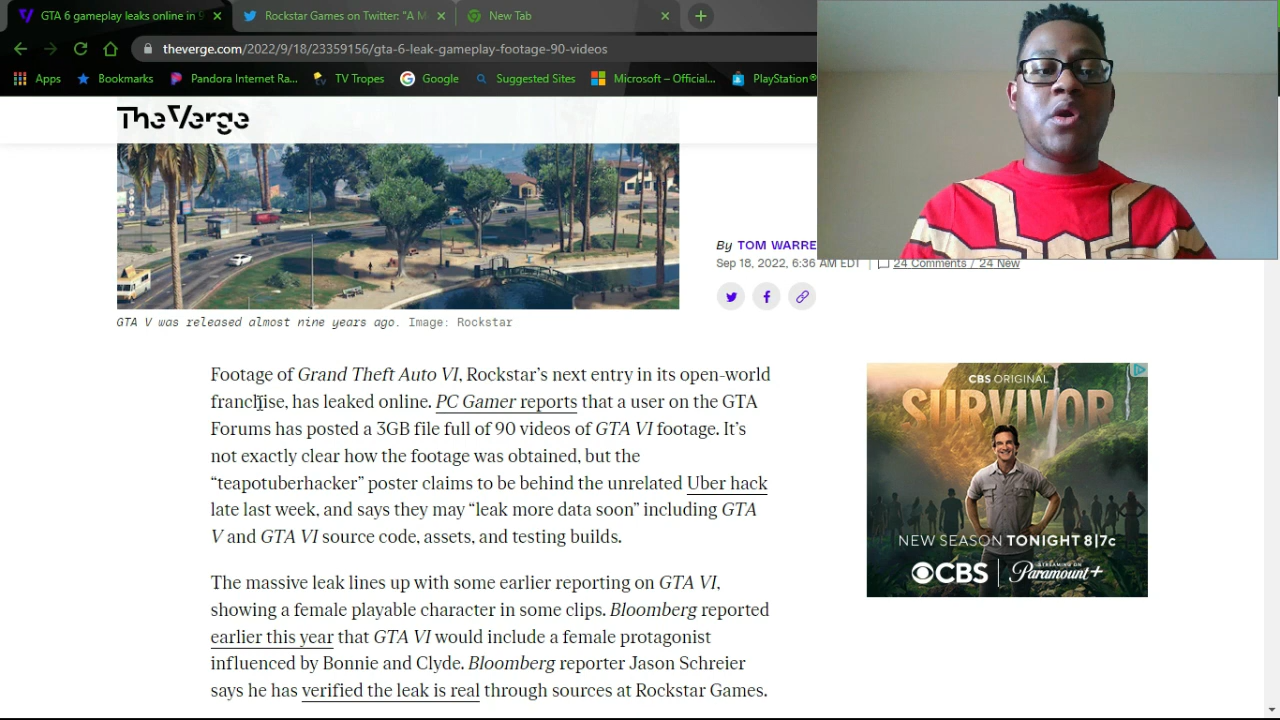 GTA 6 gameplay leaks online in 9
Rockstar Games on Twitter: "A M
New Tab
theverge.com/2022/9/18/23359156/gta-6-leak-gameplay-footage-90-videos
Apps
Bookmarks
Pandora Internet Ra...
TV Tropes
Google
Suggested Sites
Microsoft – Official...
PlayStation®
The Verge
GTA V was released almost nine years ago. Image: Rockstar
By TOM WARRE
Sep 18, 2022, 6:36 AM EDT | 24 Comments / 24 New
Footage of Grand Theft Auto VI, Rockstar's next entry in its open-world
franchise, has leaked online. PC Gamer reports that a user on the GTA
Forums has posted a 3GB file full of 90 videos of GTA VI footage. It's
not exactly clear how the footage was obtained, but the
“teapotuberhacker” poster claims to be behind the unrelated Uber hack
late last week, and says they may “leak more data soon” including GTA
V and GTA VI source code, assets, and testing builds.
The massive leak lines up with some earlier reporting on GTA VI,
showing a female playable character in some clips. Bloomberg reported
earlier this year that GTA VI would include a female protagonist
influenced by Bonnie and Clyde. Bloomberg reporter Jason Schreier
says he has verified the leak is real through sources at Rockstar Games.
CBS ORIGINAL
SURVIVOR
NEW SEASON TONIGHT 8|7c
CBS
STREAMING ON
Paramount+